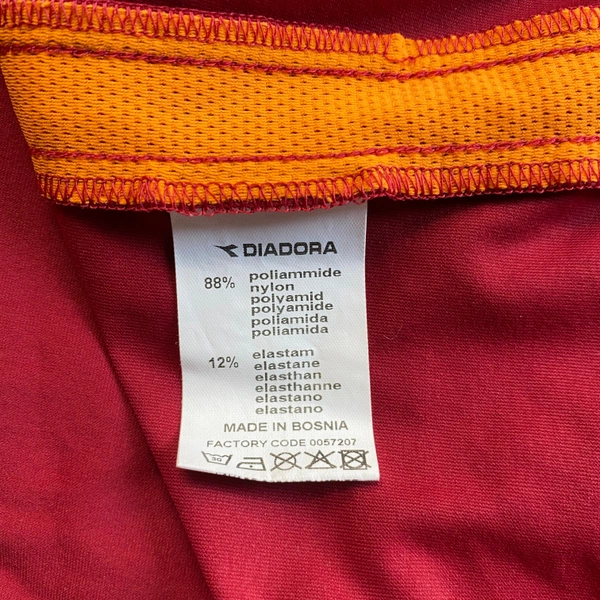 DIADORA
88% poliammide
nylon
polyamid
polyamide
poliamida
poliamida
12% elastam
elastane
elasthan
elasthanne
elastano
elastano
MADE IN BOSNIA
FACTORY CODE 0057207
30